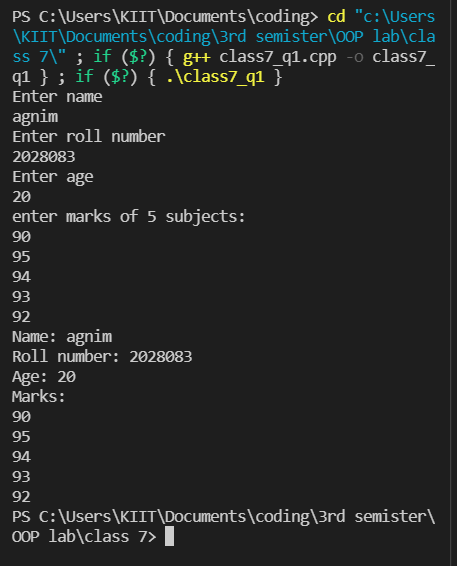 PS C:\Users\KIIT\Documents\coding> cd "c:\Users
\KIIT\Documents\coding\3rd semister\OOP lab\cla
ss 7\" ; if ($?) { g++ class7_q1.cpp -o class7_
q1 } ; if ($?) { .\class7_q1 }
Enter name
agnim
Enter roll number
2028083
Enter age
20
enter marks of 5 subjects:
90
95
94
93
92
Name: agnim
Roll number: 2028083
Age: 20
Marks:
90
95
94
93
92
PS C:\Users\KIIT\Documents\coding\3rd semister\
OOP lab\class 7>